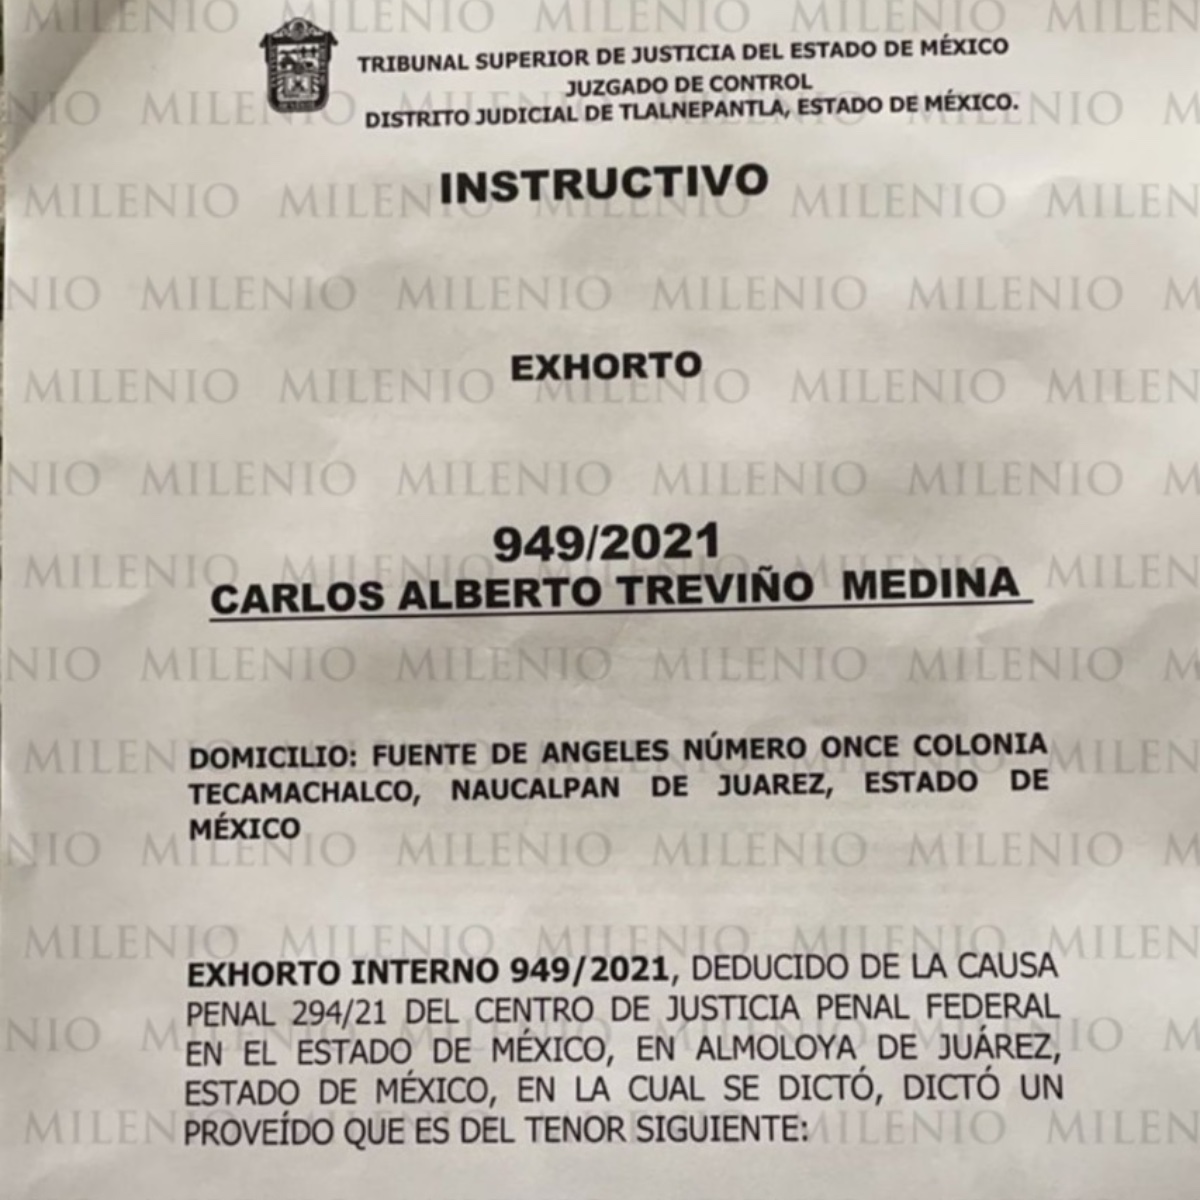 TRIBUNAL SUPERIOR DE JUSTICIA DEL ESTADO DE MÉXICO
JUZGADO DE CONTROL
DISTRITO JUDICIAL DE TLALNEPANTLA, ESTADO DE MÉXICO.
INSTRUCTIVO
EXHORTO
949/2021
CARLOS ALBERTO TREVIÑO MEDINA
DOMICILIO: FUENTE DE ANGELES NÚMERO ONCE COLONIA
TECAMACHALCO, NAUCALPAN DE JUAREZ, ESTADO DE
MÉXICO
EXHORTO INTERNO 949/2021, DEDUCIDO DE LA CAUSA
PENAL 294/21 DEL CENTRO DE JUSTICIA PENAL FEDERAL
EN EL ESTADO DE MÉXICO, EN ALMOLOYA DE JUÁREZ,
ESTADO DE MÉXICO, EN LA CUAL SE DICTÓ, DICTÓ UN
PROVEÍDO QUE ES DEL TENOR SIGUIENTE:
MILENIO